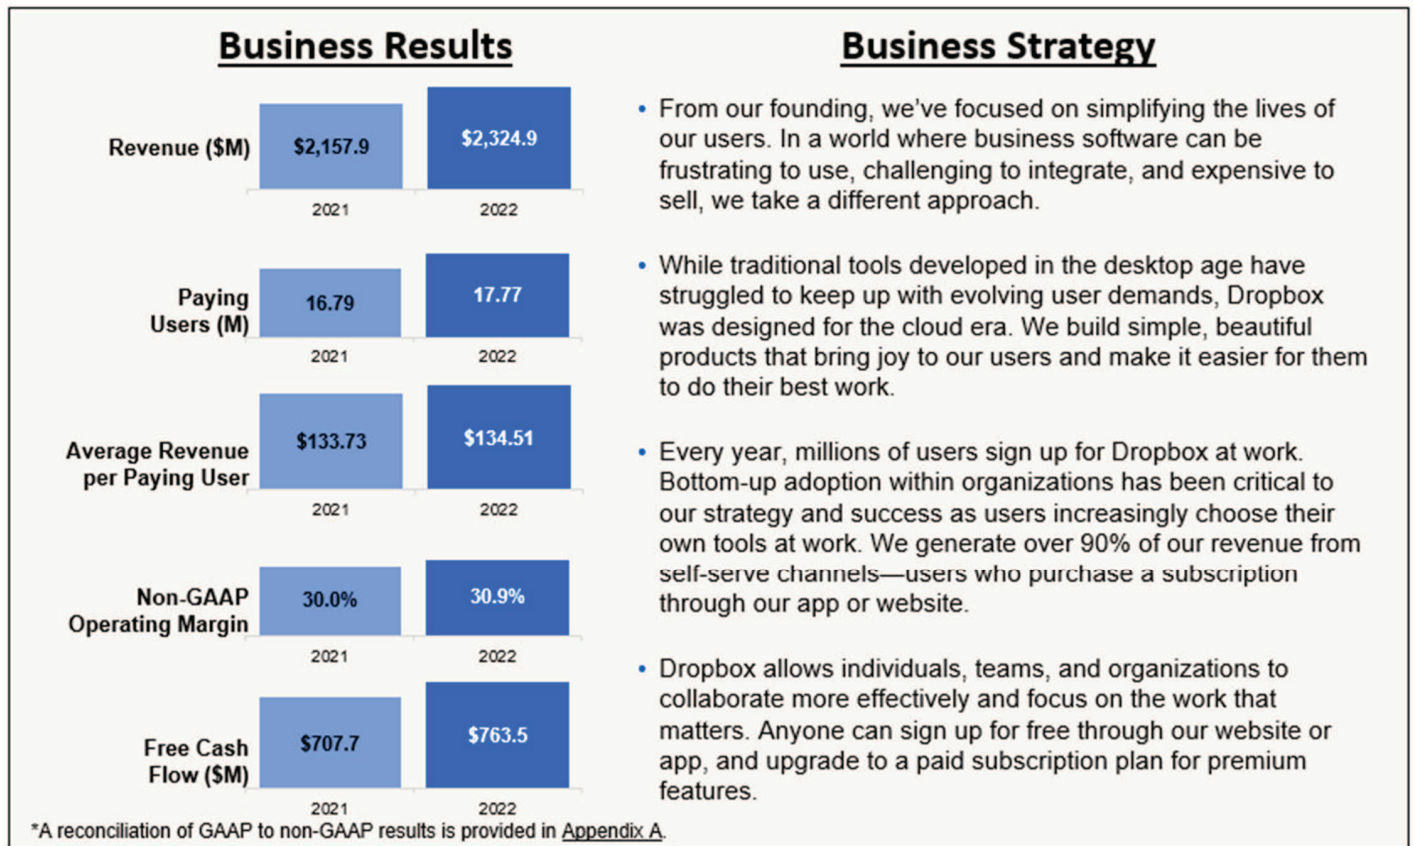 Business Results
Revenue ($M)
$2,157.9
$2,324.9
2021
2022
Paying
Users (M)
16.79
17.77
2021
2022
Average Revenue
per Paying User
$133.73
$134.51
2021
2022
Non-GAAP
Operating Margin
30.0%
30.9%
2021
2022
Free Cash
Flow ($M)
$707.7
$763.5
2021
2022
*A reconciliation of GAAP to non-GAAP results is provided in Appendix A.
Business Strategy
• From our founding, we’ve focused on simplifying the lives of
our users. In a world where business software can be
frustrating to use, challenging to integrate, and expensive to
sell, we take a different approach.
• While traditional tools developed in the desktop age have
struggled to keep up with evolving user demands, Dropbox
was designed for the cloud era. We build simple, beautiful
products that bring joy to our users and make it easier for them
to do their best work.
• Every year, millions of users sign up for Dropbox at work.
Bottom-up adoption within organizations has been critical to
our strategy and success as users increasingly choose their
own tools at work. We generate over 90% of our revenue from
self-serve channels—users who purchase a subscription
through our app or website.
• Dropbox allows individuals, teams, and organizations to
collaborate more effectively and focus on the work that
matters. Anyone can sign up for free through our website or
app, and upgrade to a paid subscription plan for premium
features.